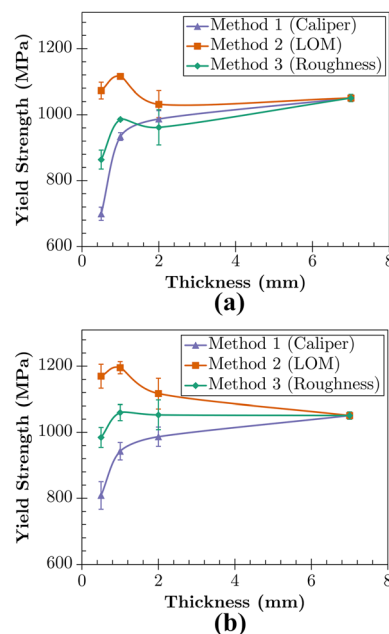 Method 1 (Caliper)
Method 2 (LOM)
Method 3 (Roughness)
1200
1000
800
600
Yield Strength (MPa)
0 2 4 6 8
Thickness (mm)
(a)
Method 1 (Caliper)
Method 2 (LOM)
Method 3 (Roughness)
1200
1000
800
600
Yield Strength (MPa)
0 2 4 6 8
Thickness (mm)
(b)